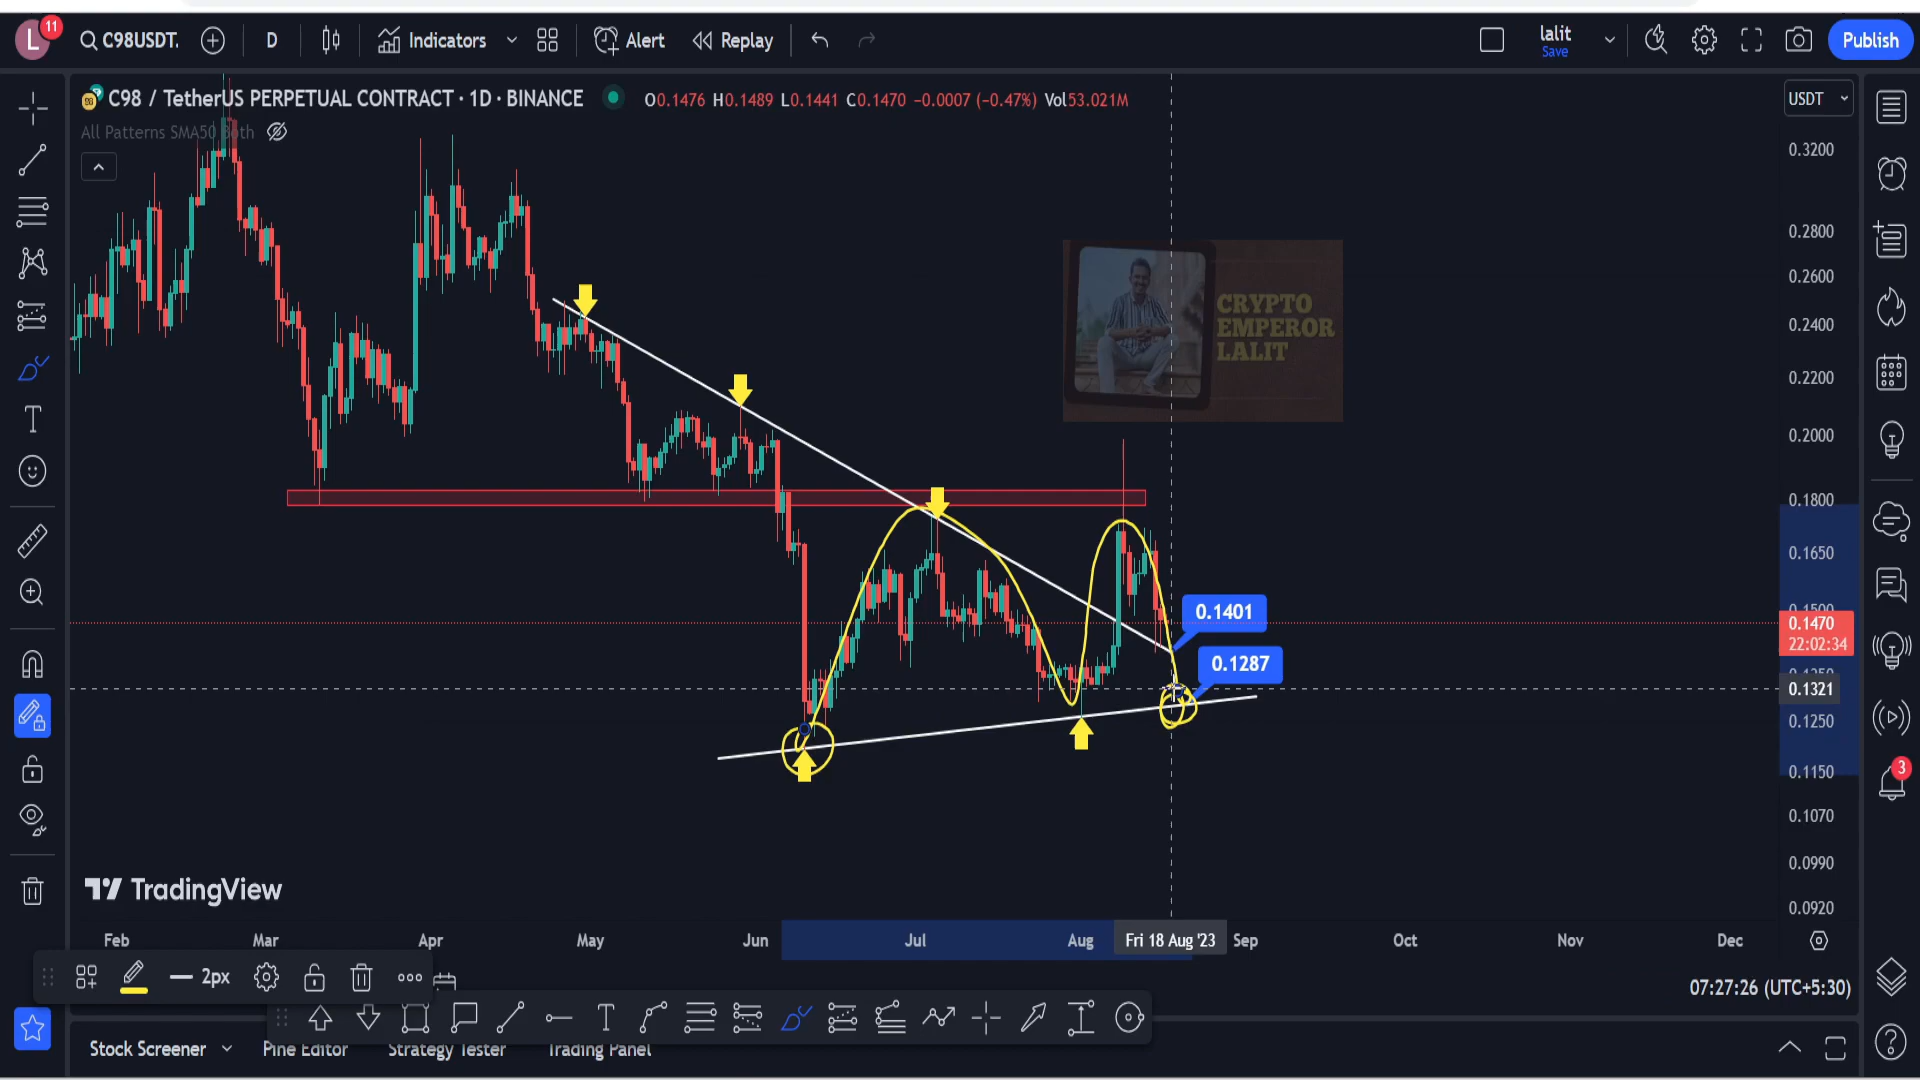 L
11
C98USDT.
D
Indicators
Alert
Replay
lalit
Save
Publish
C98 / TetherUS PERPETUAL CONTRACT · 1D · BINANCE
O0.1476 H0.1489 L0.1441 C0.1470 −0.0007 (−0.47%) Vol53.021M
USDT
All Patterns SMA50 Both
0.3200
0.2800
0.2600
0.2400
0.2200
0.2000
0.1800
0.1650
0.1500
0.1470
22:02:34
0.1350
0.1321
0.1250
0.1150
0.1070
0.0990
0.0920
CRYPTO
EMPEROR
LALIT
0.1401
0.1287
3
TradingView
Feb
Mar
Apr
May
Jun
Jul
Aug
Fri 18 Aug '23
Sep
Oct
Nov
Dec
2px
07:27:26 (UTC+5:30)
Stock Screener
Pine Editor
Strategy Tester
Trading Panel